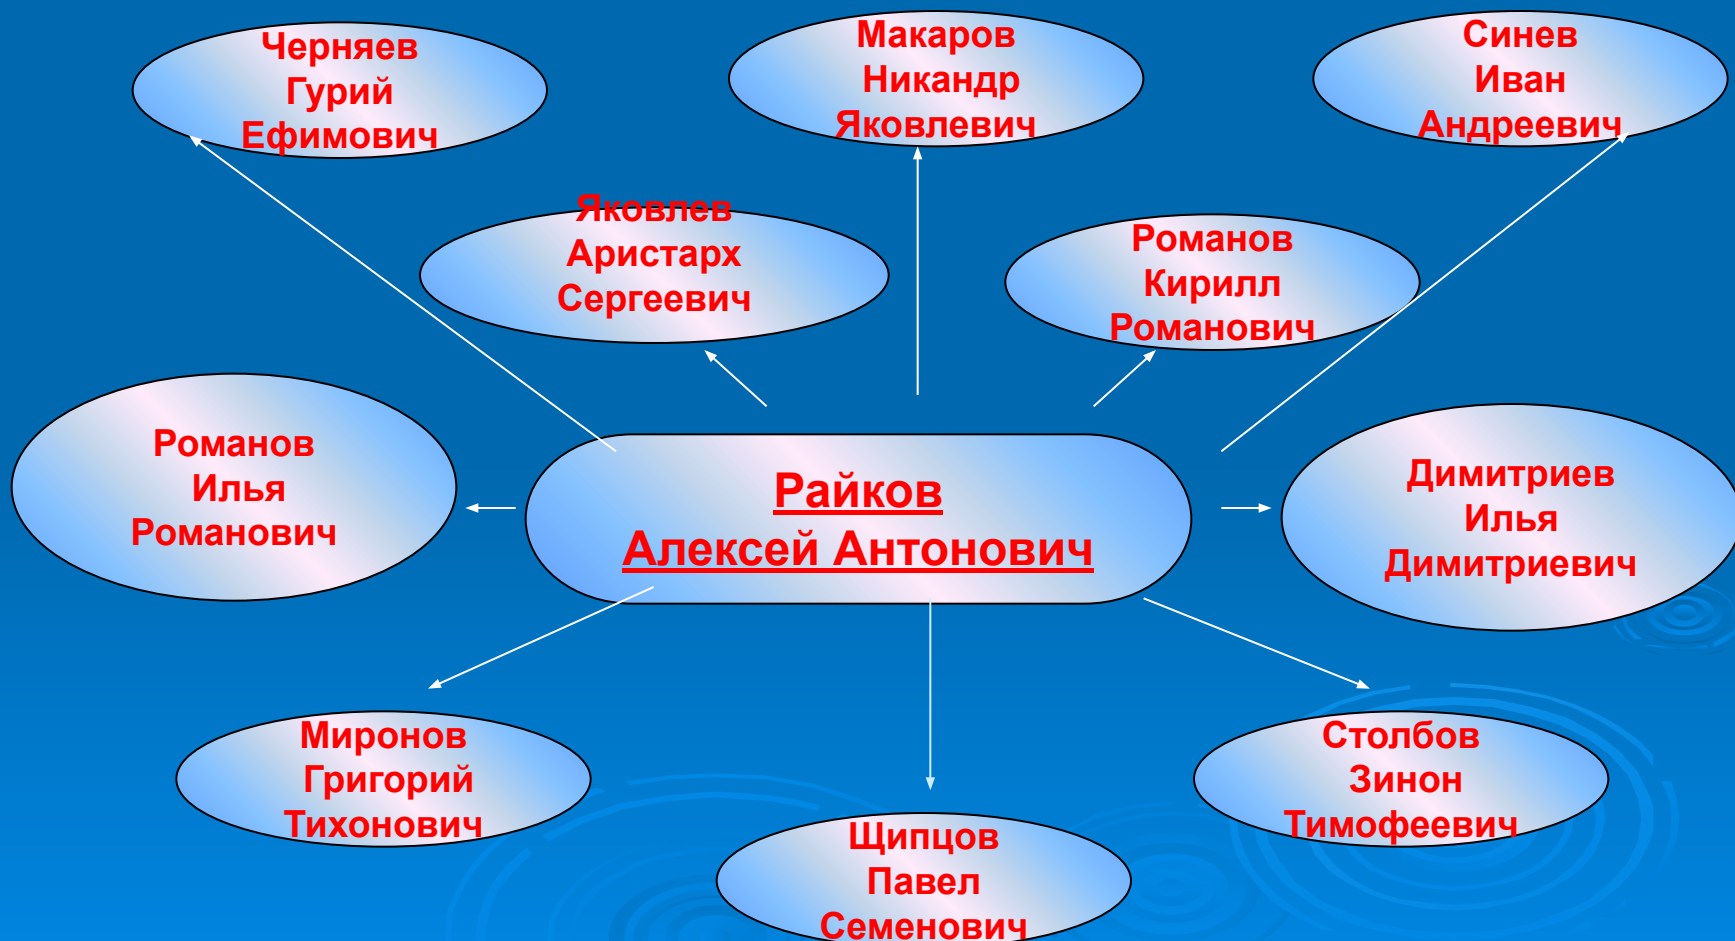 Черняев
Гурий
Ефимович
Макаров
Никандр
Яковлевич
Синев
Иван
Андреевич
Яковлев
Аристарх
Сергеевич
Романов
Кирилл
Романович
Романов
Илья
Романович
Райков
Алексей Антонович
Димитриев
Илья
Димитриевич
Миронов
Григорий
Тихонович
Щипцов
Павел
Семенович
Столбов
Зинон
Тимофеевич